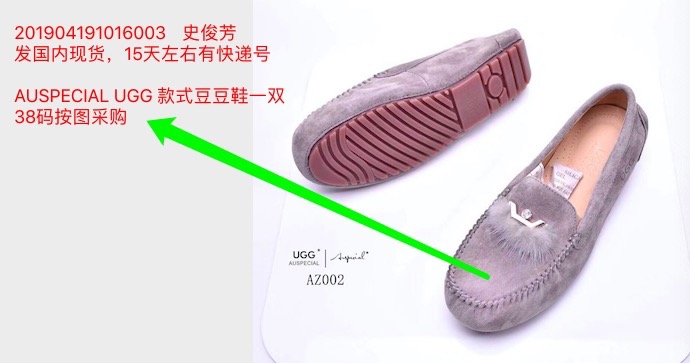 201904191016003 史俊芳
发国内现货，15天左右有快递号
AUSPECIAL UGG 款式豆豆鞋一双
38码按图采购
UGG® | Auspecial®
AUSPECIAL
AZ002